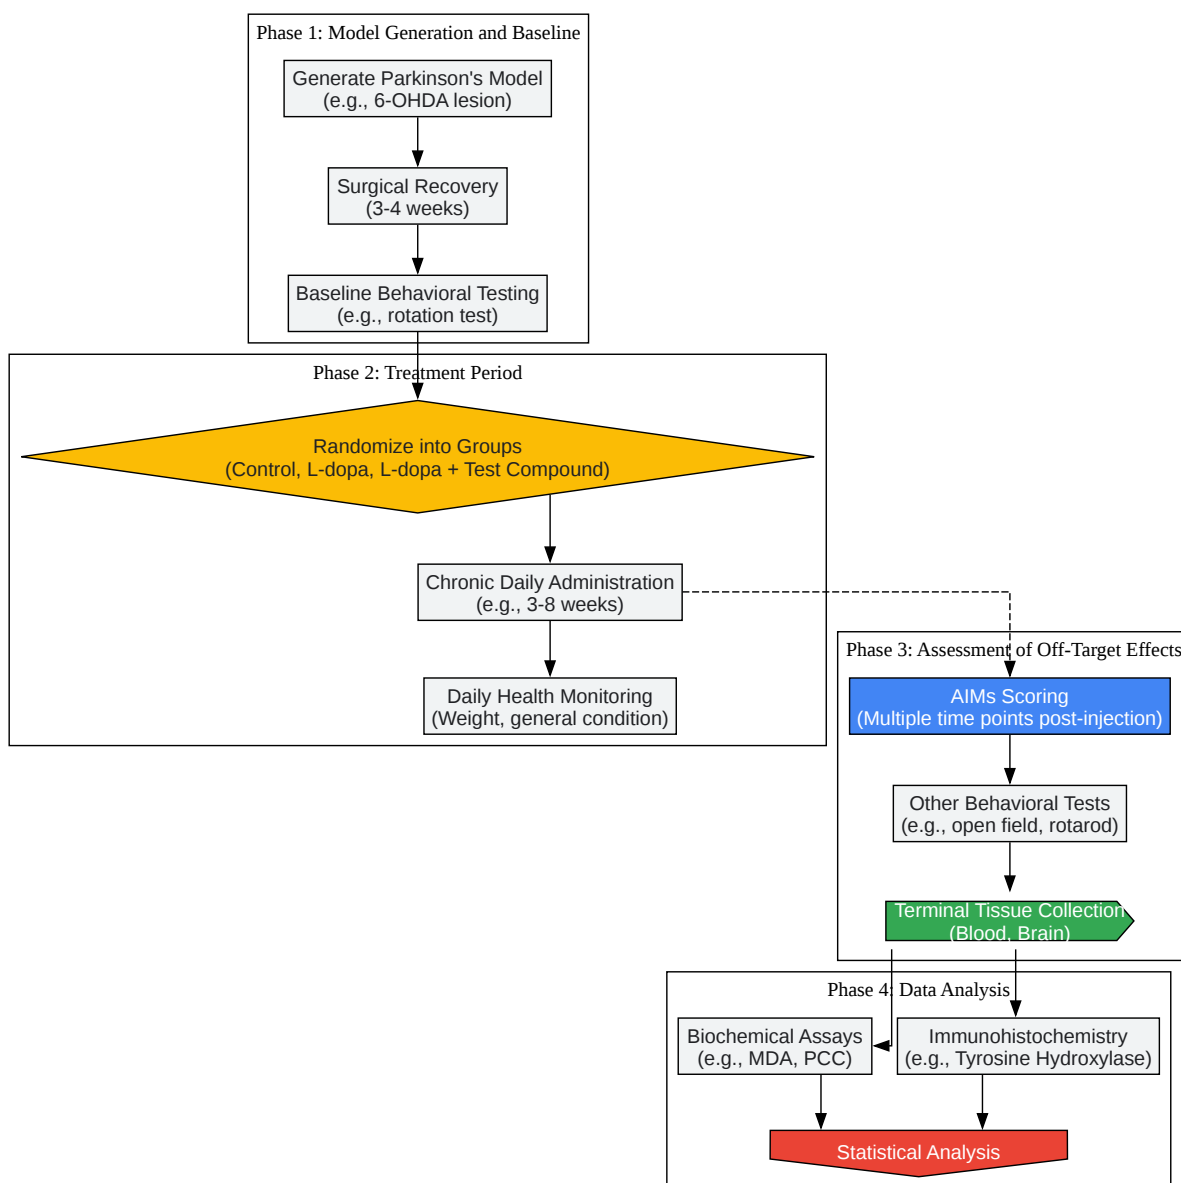 Phase 1: Model Generation and Baseline
Generate Parkinson's Model
(e.g., 6-OHDA lesion)
Surgical Recovery
(3-4 weeks)
Baseline Behavioral Testing
(e.g., rotation test)
Phase 2: Treatment Period
Randomize into Groups
(Control, L-dopa, L-dopa + Test Compound)
Chronic Daily Administration
(e.g., 3-8 weeks)
Daily Health Monitoring
(Weight, general condition)
Phase 3: Assessment of Off-Target Effects
AIMs Scoring
(Multiple time points post-injection)
Other Behavioral Tests
(e.g., open field, rotarod)
Terminal Tissue Collection
(Blood, Brain)
Phase 4: Data Analysis
Biochemical Assays
(e.g., MDA, PCC)
Immunohistochemistry
(e.g., Tyrosine Hydroxylase)
Statistical Analysis